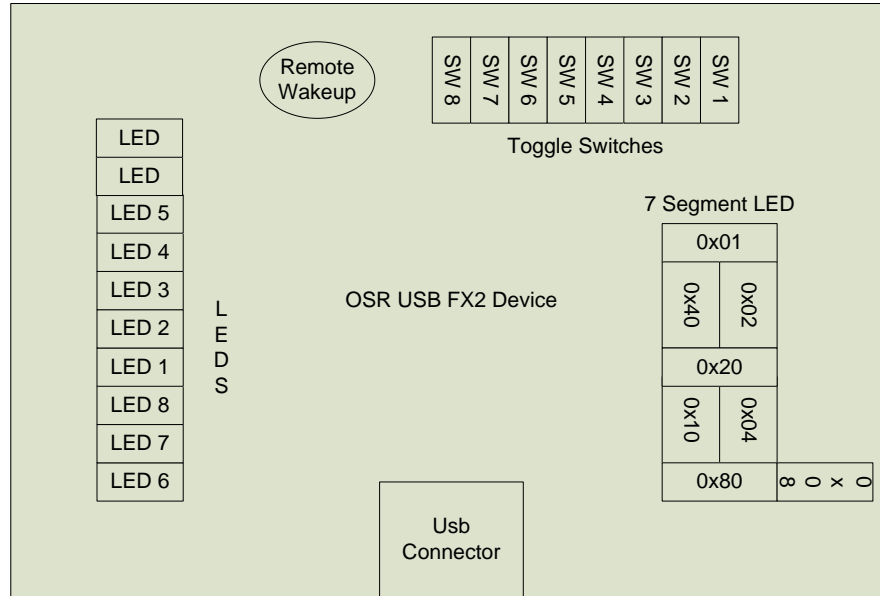 Remote
Wakeup
SW 8
SW 7
SW 6
SW 5
SW 4
SW 3
SW 2
SW 1
Toggle Switches
LED
LED
LED 5
LED 4
LED 3
LED 2
LED 1
LED 8
LED 7
LED 6
LEDS
OSR USB FX2 Device
7 Segment LED
0x01
0x40
0x02
0x20
0x10
0x04
0x80
0x08
Usb
Connector